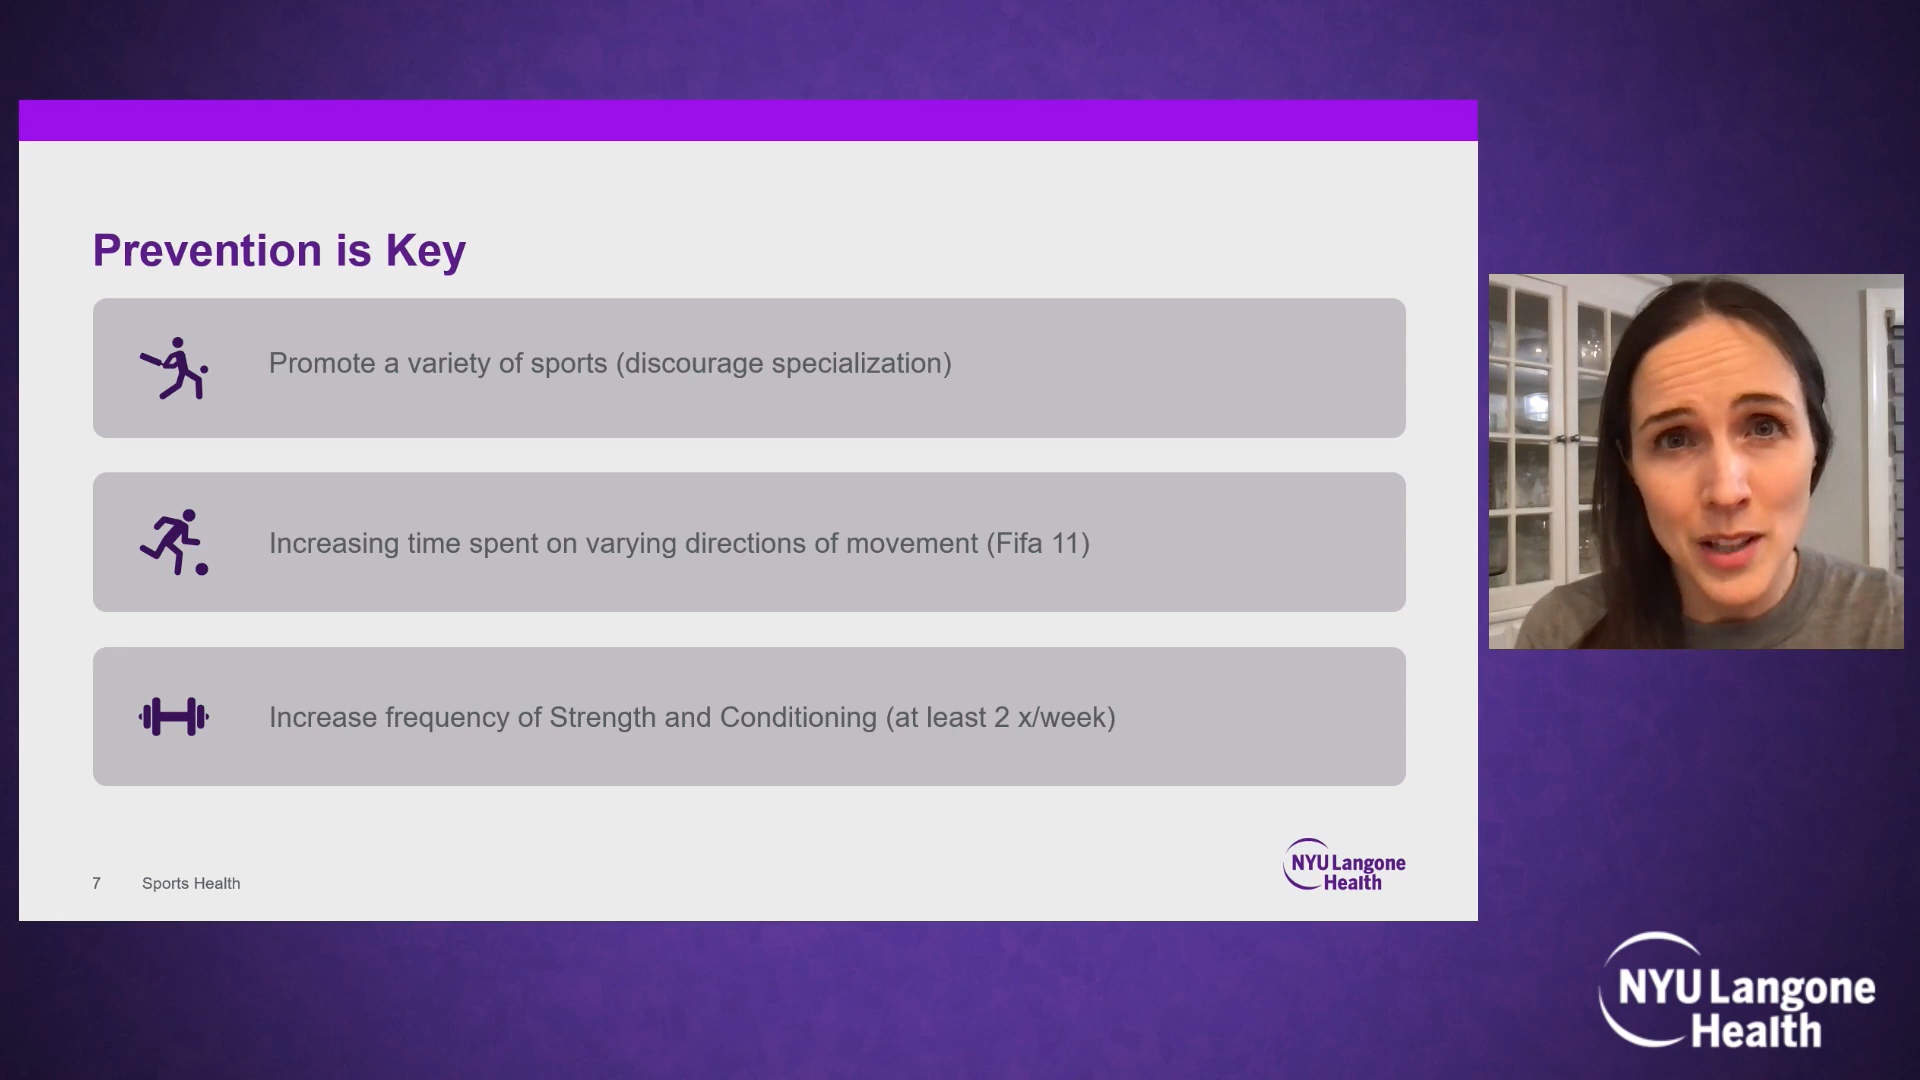 Prevention is Key
Promote a variety of sports (discourage specialization)
Increasing time spent on varying directions of movement (Fifa 11)
Increase frequency of Strength and Conditioning (at least 2 x/week)
7 Sports Health
NYU Langone
Health
NYU Langone
Health